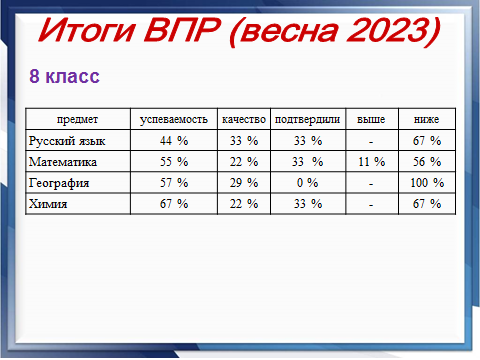 Итоги ВПР (весна 2023)
8 класс
предмет успеваемость качество подтвердили выше ниже
Русский язык 44 % 33 % 33 % - 67 %
Математика 55 % 22 % 33 % 11 % 56 %
География 57 % 29 % 0 % - 100 %
Химия 67 % 22 % 33 % - 67 %